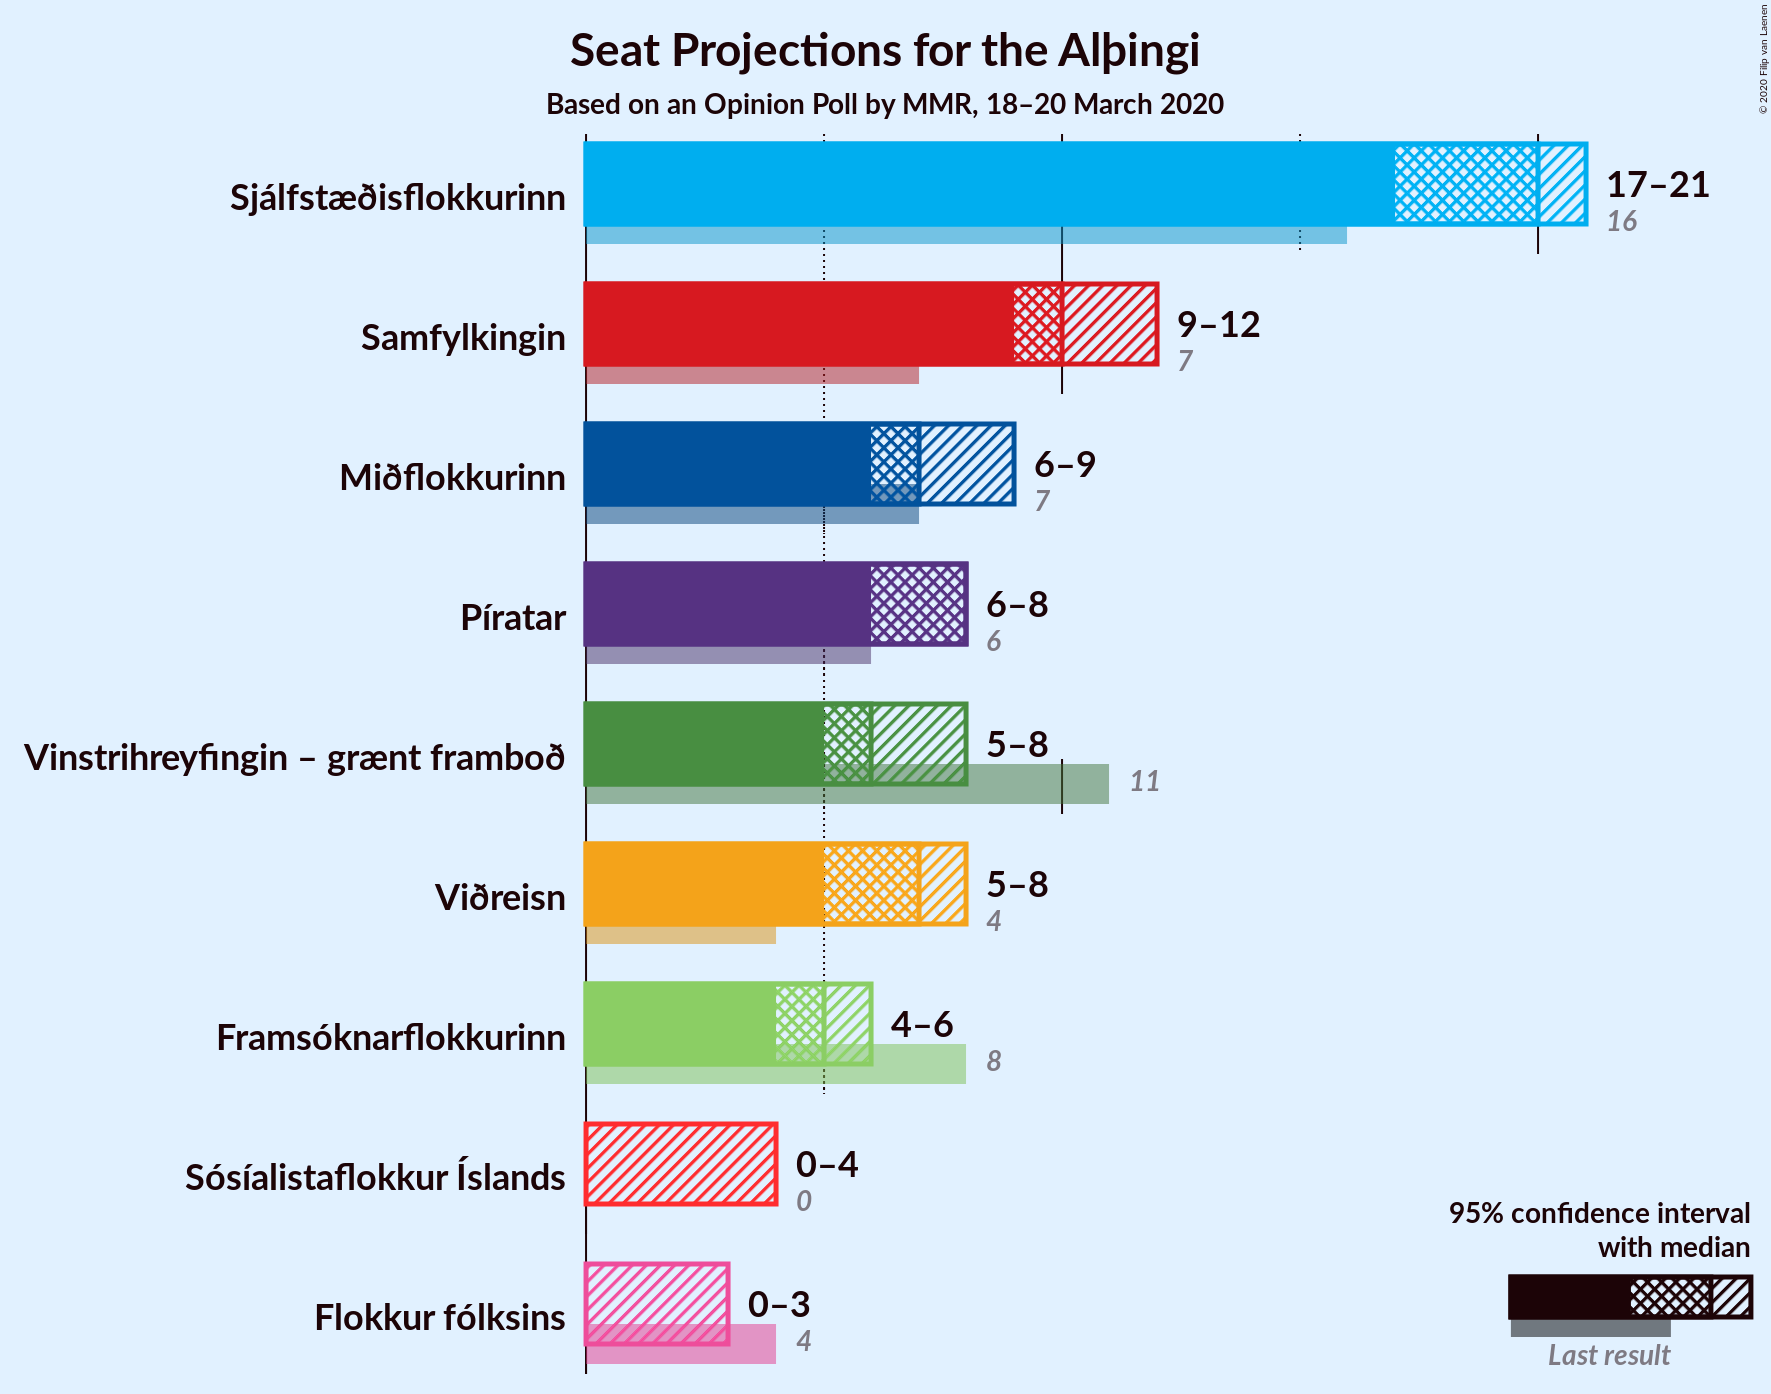 Seat Projections for the Alþingi
Based on an Opinion Poll by MMR, 18–20 March 2020
© 2020 Filip van Laenen
Sjálfstæðisflokkurinn
17–21
16
Samfylkingin
9–12
7
Miðflokkurinn
6–9
7
Píratar
6–8
6
Vinstrihreyfingin – grænt framboð
5–8
11
Viðreisn
5–8
4
Framsóknarflokkurinn
4–6
8
Sósíalistaflokkur Íslands
0–4
0
Flokkur fólksins
0–3
4
95% confidence interval
with median
Last result